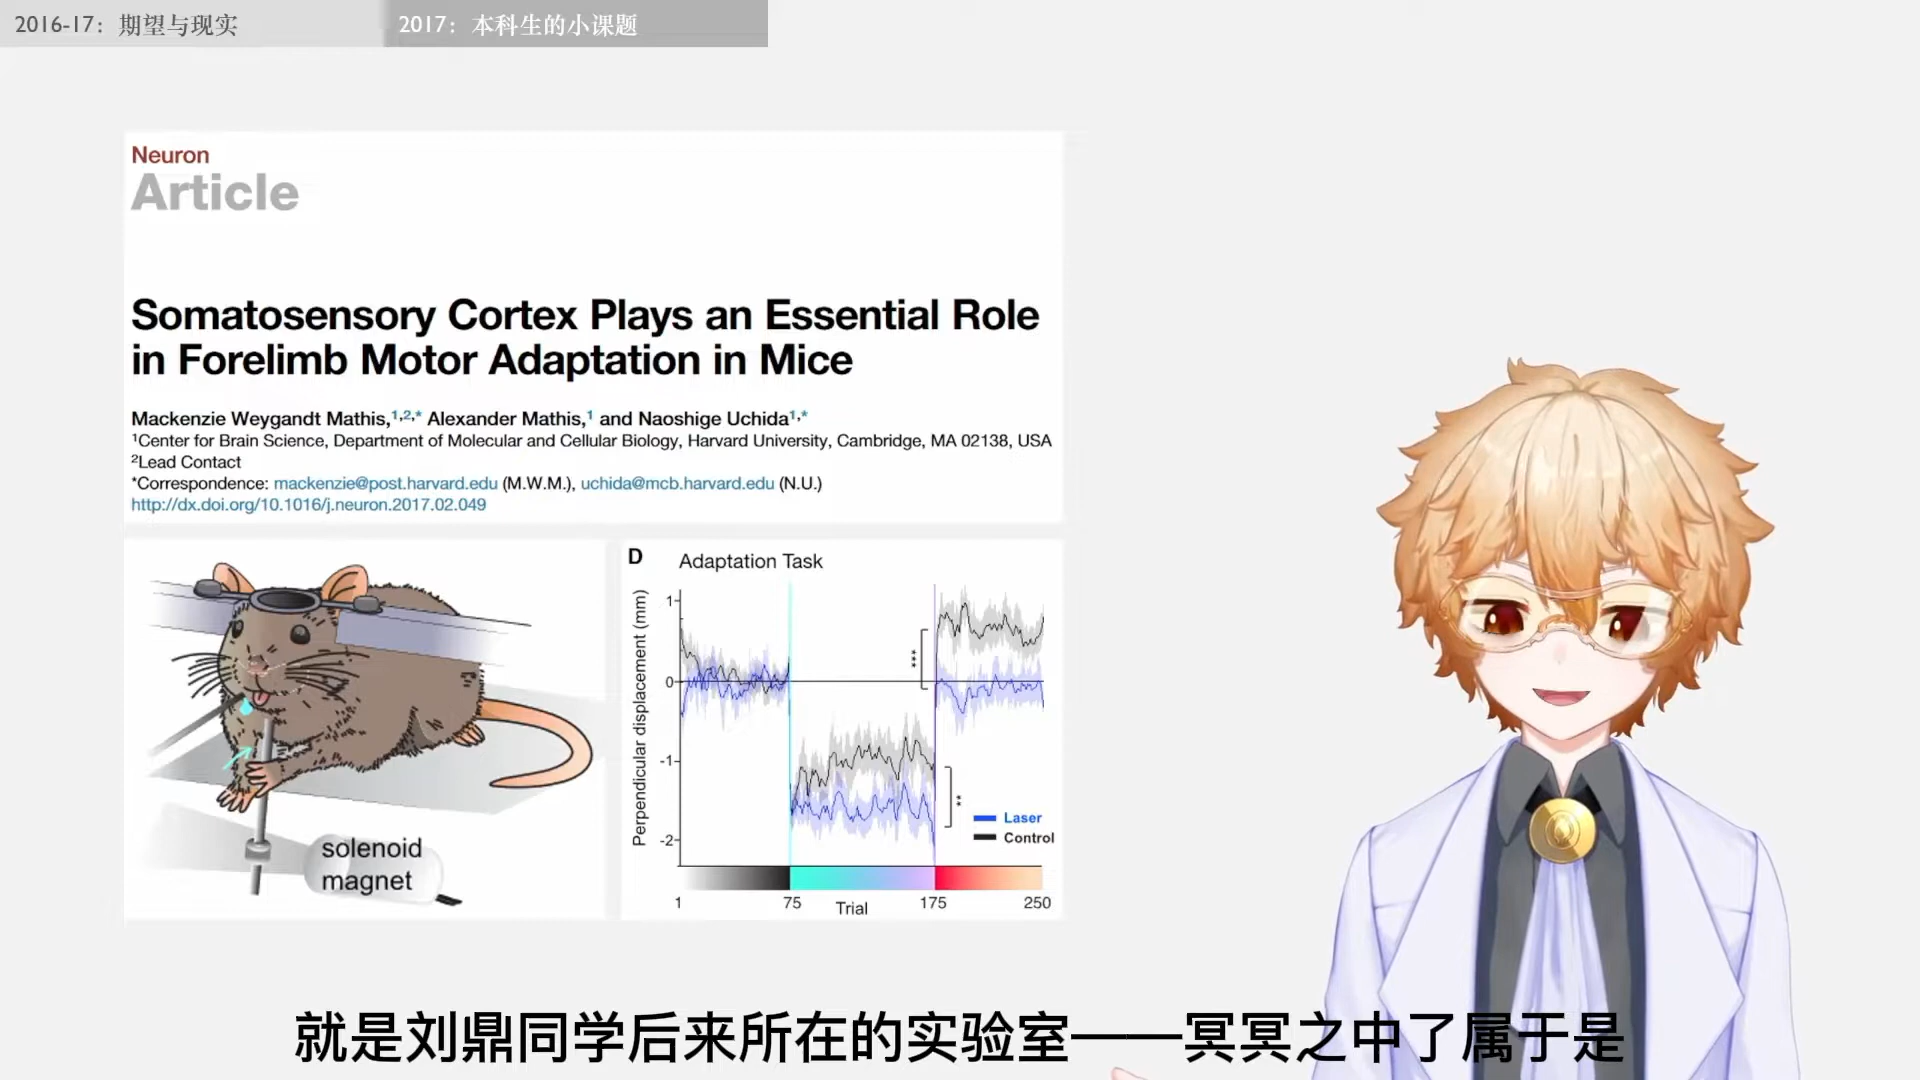 2016-17：期望与现实
2017：本科生的小课题
Neuron
Article
Somatosensory Cortex Plays an Essential Role
in Forelimb Motor Adaptation in Mice
Mackenzie Weygandt Mathis,1,2,* Alexander Mathis,1 and Naoshige Uchida1,*
1Center for Brain Science, Department of Molecular and Cellular Biology, Harvard University, Cambridge, MA 02138, USA
2Lead Contact
*Correspondence: mackenzie@post.harvard.edu (M.W.M.), uchida@mcb.harvard.edu (N.U.)
http://dx.doi.org/10.1016/j.neuron.2017.02.049
solenoid
magnet
D Adaptation Task
Perpendicular displacement (mm)
1
0
-1
-2
***
**
Laser
Control
1 75 175 250
Trial
就是刘鼎同学后来所在的实验室——冥冥之中了属于是